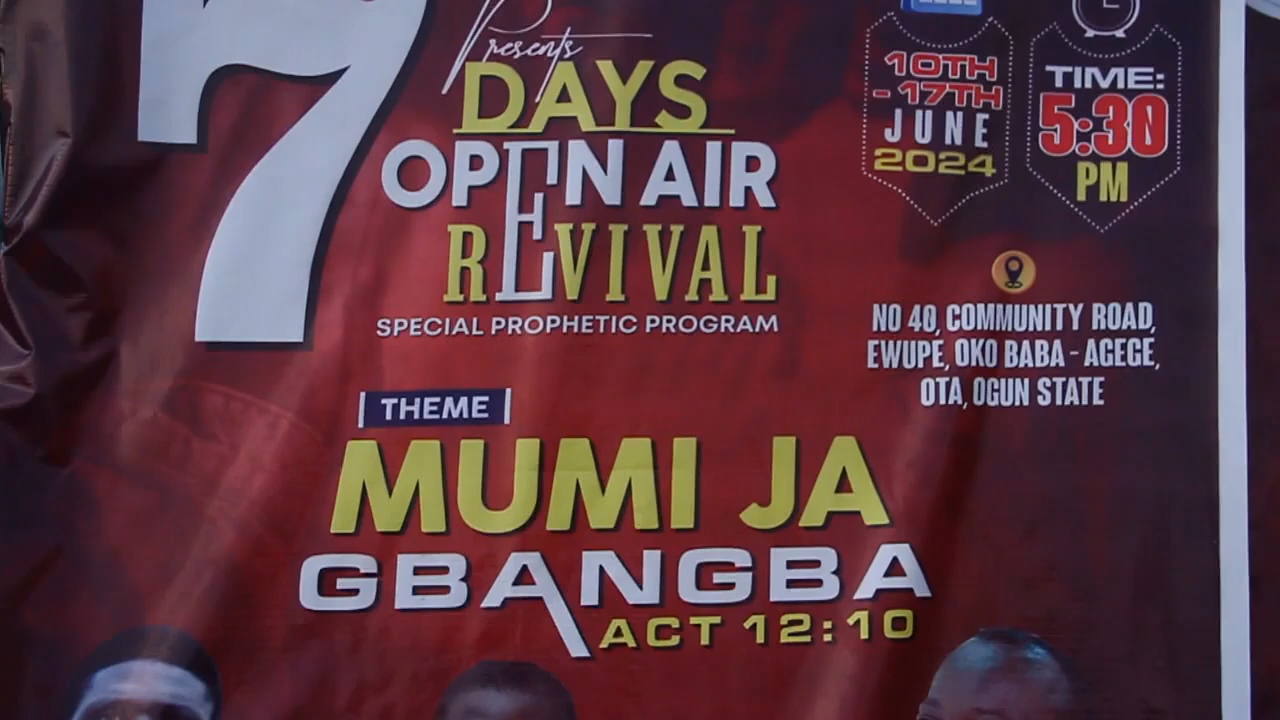 Presents
7 DAYS
OPEN AIR
REVIVAL
SPECIAL PROPHETIC PROGRAM
10TH
- 17TH
JUNE
2024
TIME:
5:30
PM
NO 40, COMMUNITY ROAD,
EWUPE, OKO BABA - AGEGE,
OTA, OGUN STATE
THEME
MUMI JA
GBANGBA
ACT 12:10